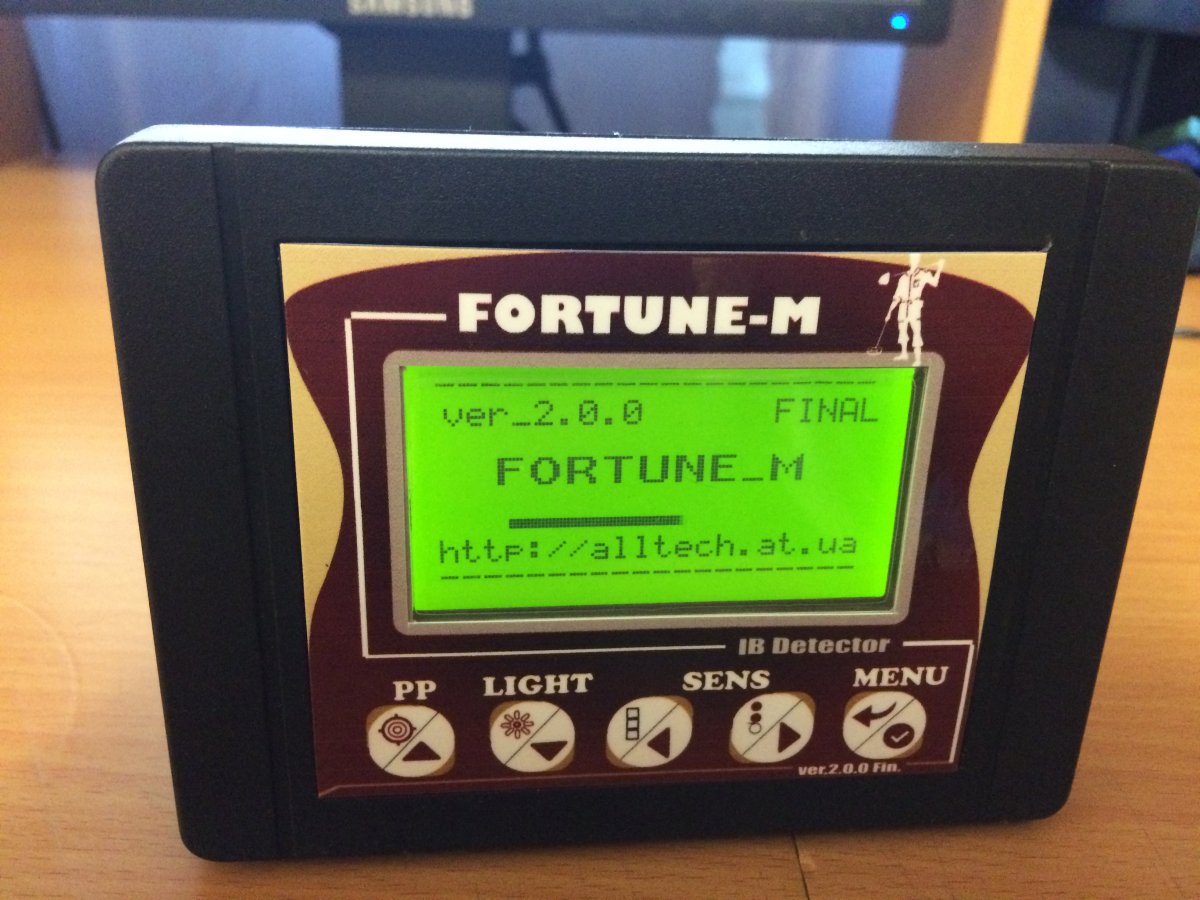 SAMSUNG
FORTUNE-M
ver_2.0.0 FINAL
FORTUNE_M
http://alltech.at.ua
IB Detector
PP LIGHT SENS MENU
ver.2.0.0 Fin.